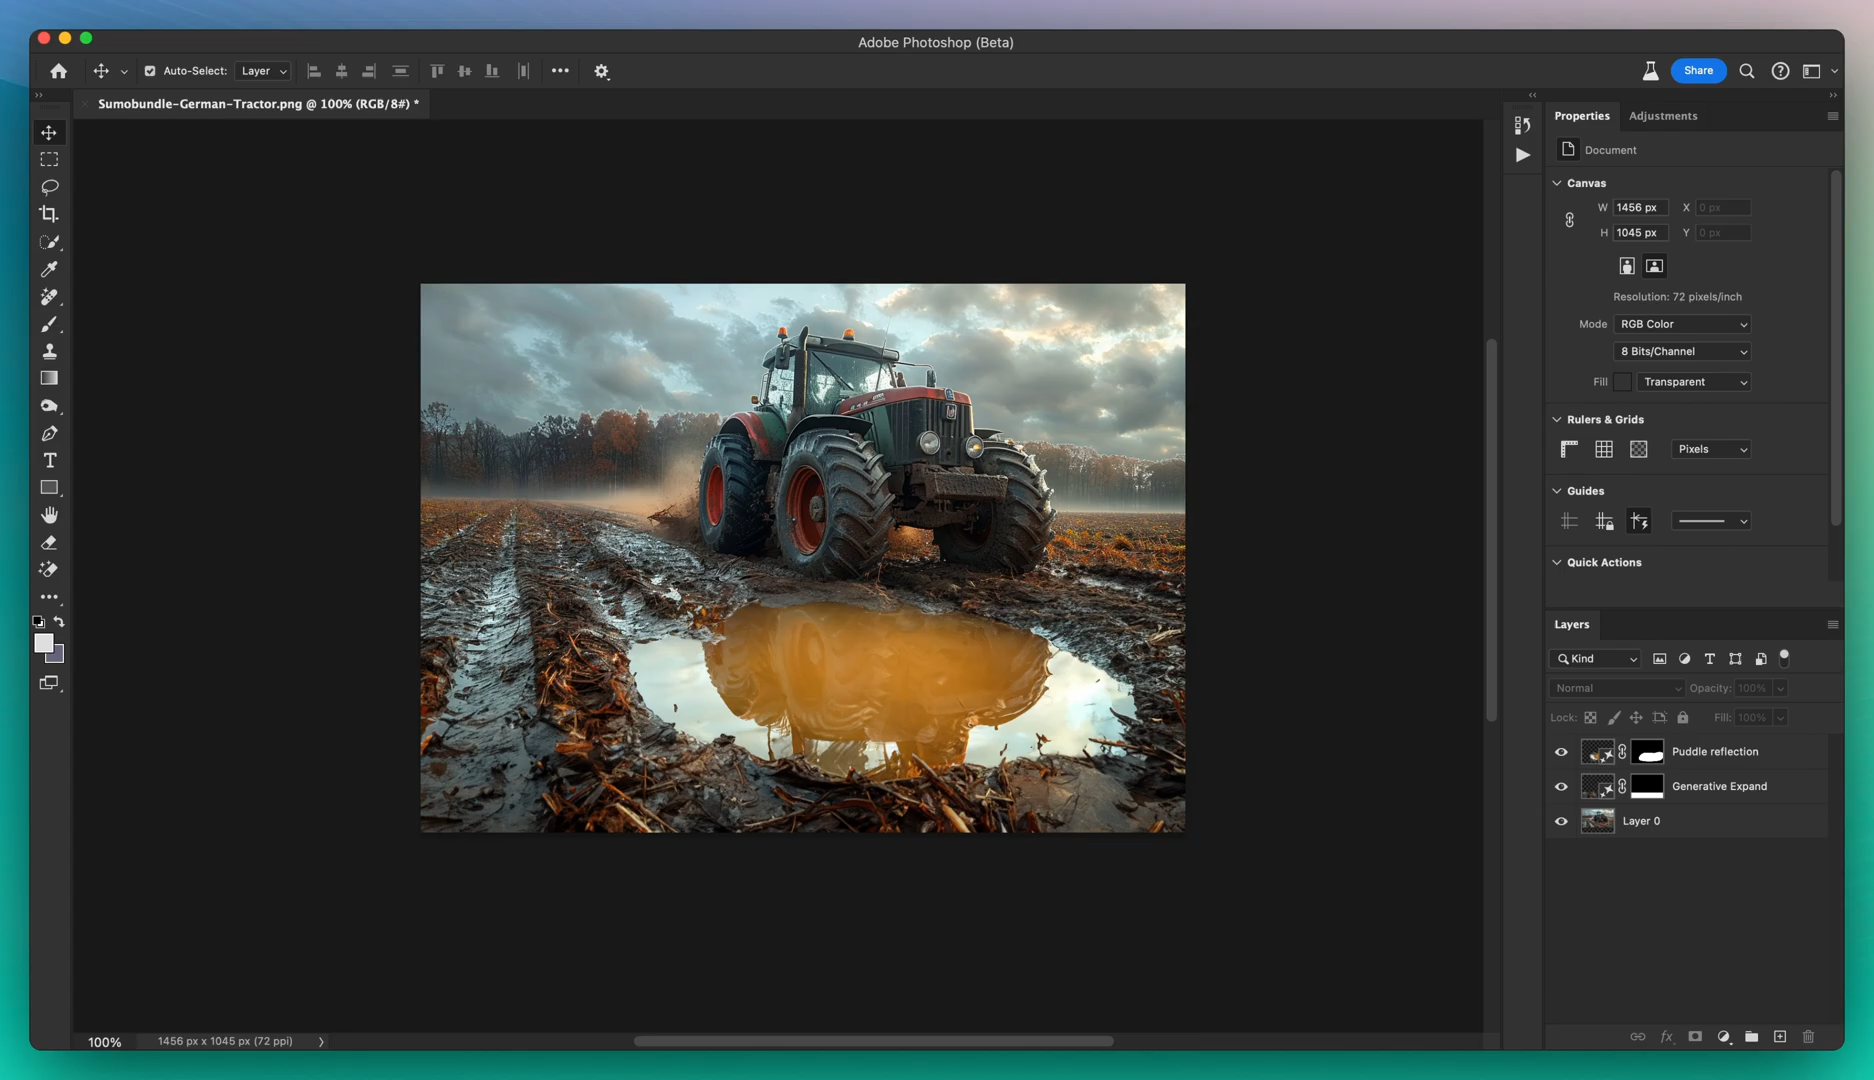 Adobe Photoshop (Beta)
Auto-Select: Layer
Share
Sumobundle-German-Tractor.png @ 100% (RGB/8#) *
Properties Adjustments
Document
Canvas
W 1456 px X 0 px
H 1045 px Y 0 px
Resolution: 72 pixels/inch
Mode RGB Color
8 Bits/Channel
Fill Transparent
Rulers & Grids
Pixels
Guides
Quick Actions
Layers
Kind
Normal Opacity: 100%
Lock: Fill: 100%
Puddle reflection
Generative Expand
Layer 0
100% 1456 px x 1045 px (72 ppi)